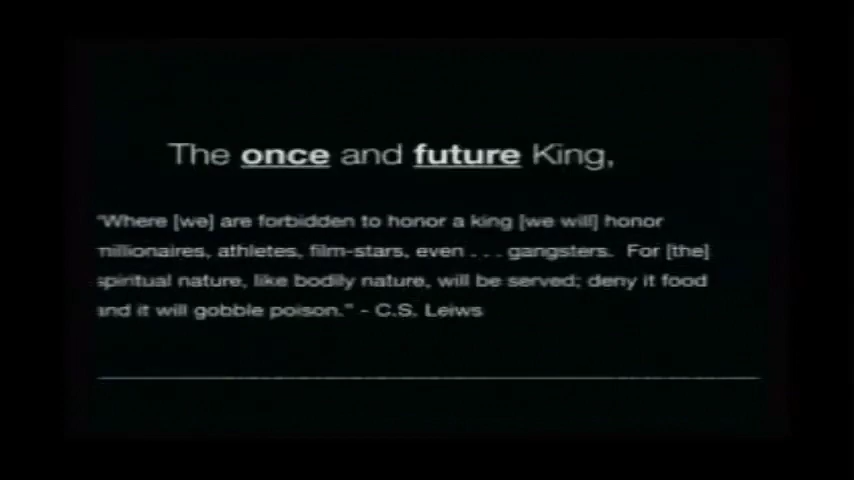 The once and future King,
"Where [we] are forbidden to honor a king [we will] honor
millionaires, athletes, film-stars, even . . . gangsters.  For [the]
spiritual nature, like bodily nature, will be served; deny it food
and it will gobble poison." - C.S. Leiws